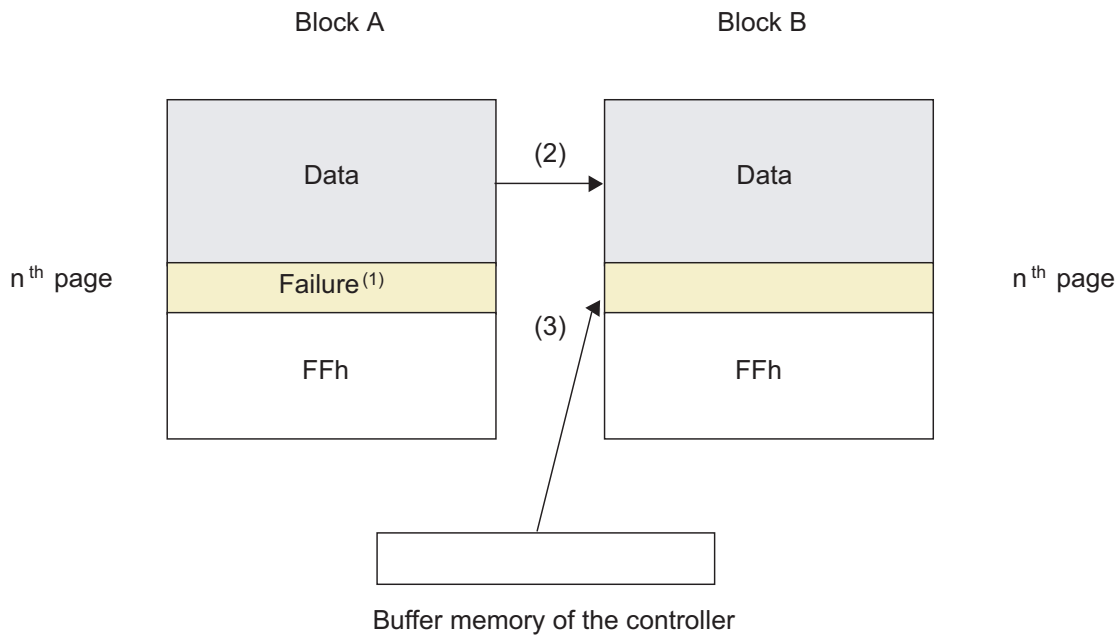 Block A
Block B
Data
(2)
Data
n th page
Failure(1)
n th page
(3)
FFh
FFh
Buffer memory of the controller